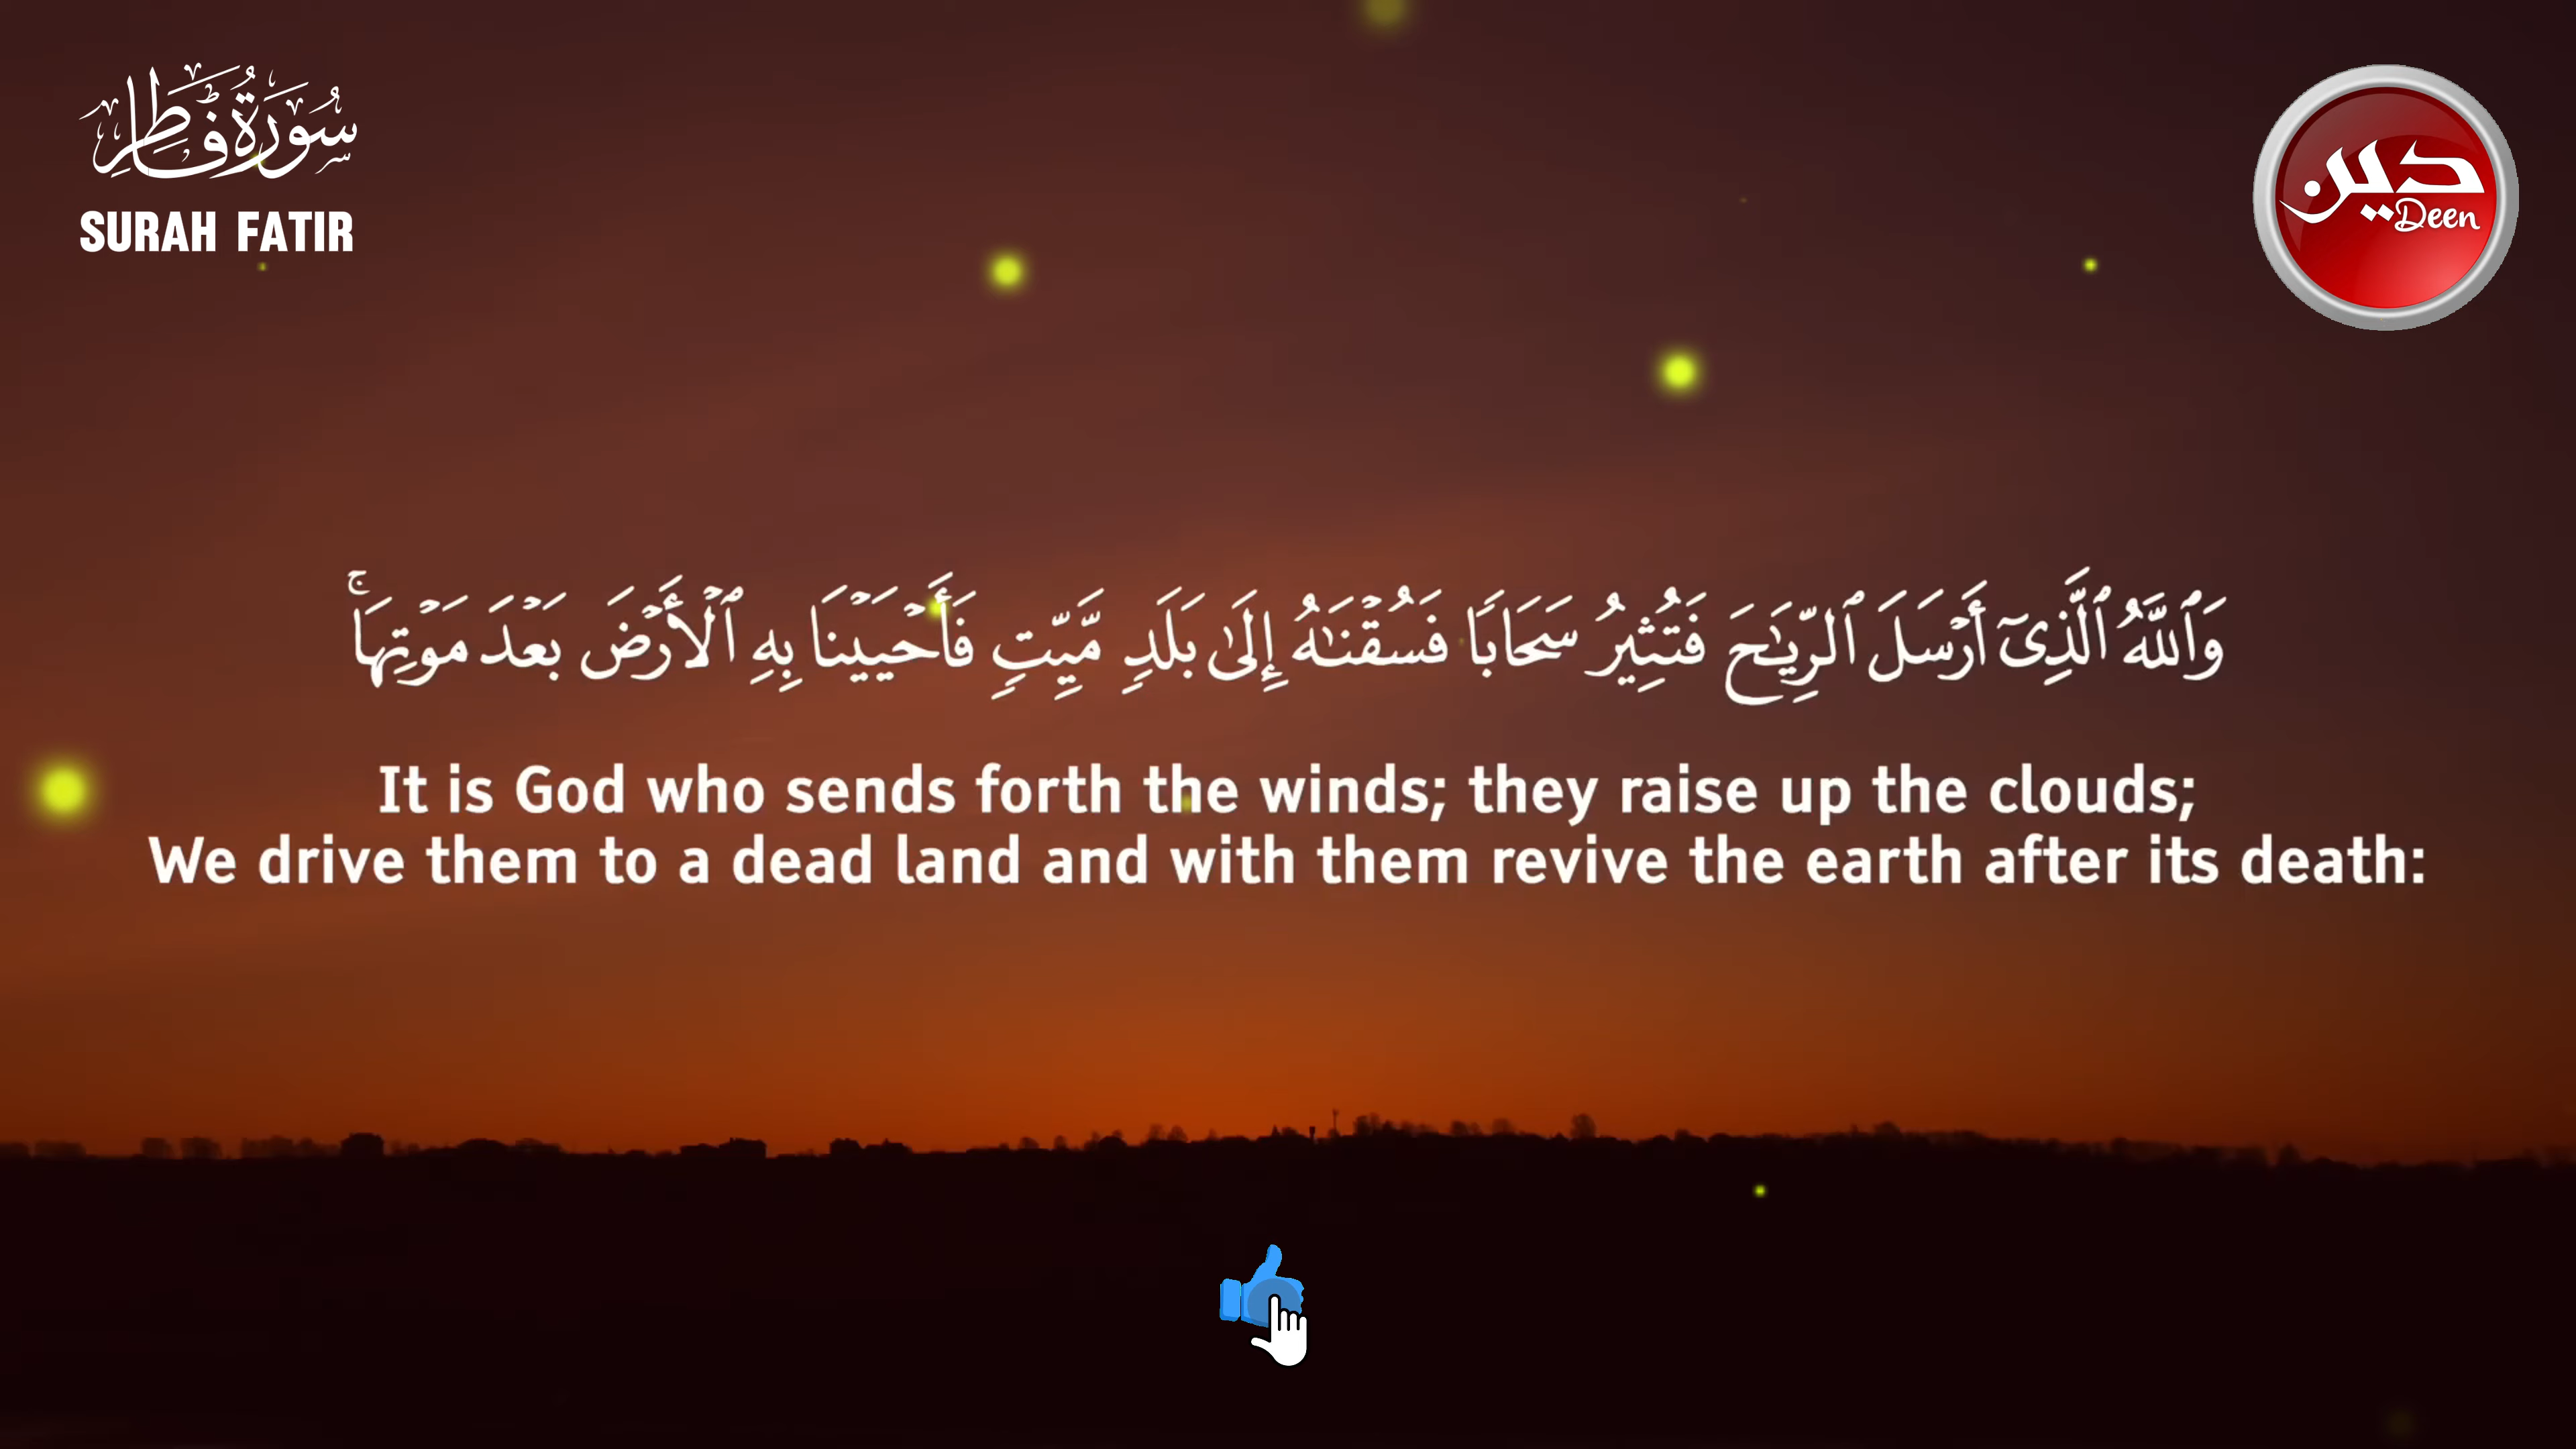 سُورَةُ فَاطِرٍ
SURAH FATIR
دين
Deen
وَٱللَّهُ ٱلَّذِىٓ أَرْسَلَ ٱلرِّيَـٰحَ فَتُثِيرُ سَحَابًا فَسُقْنَـٰهُ إِلَىٰ بَلَدٍ مَّيِّتٍ فَأَحْيَيْنَا بِهِ ٱلْأَرْضَ بَعْدَ مَوْتِهَا ۚ
It is God who sends forth the winds; they raise up the clouds;
We drive them to a dead land and with them revive the earth after its death: